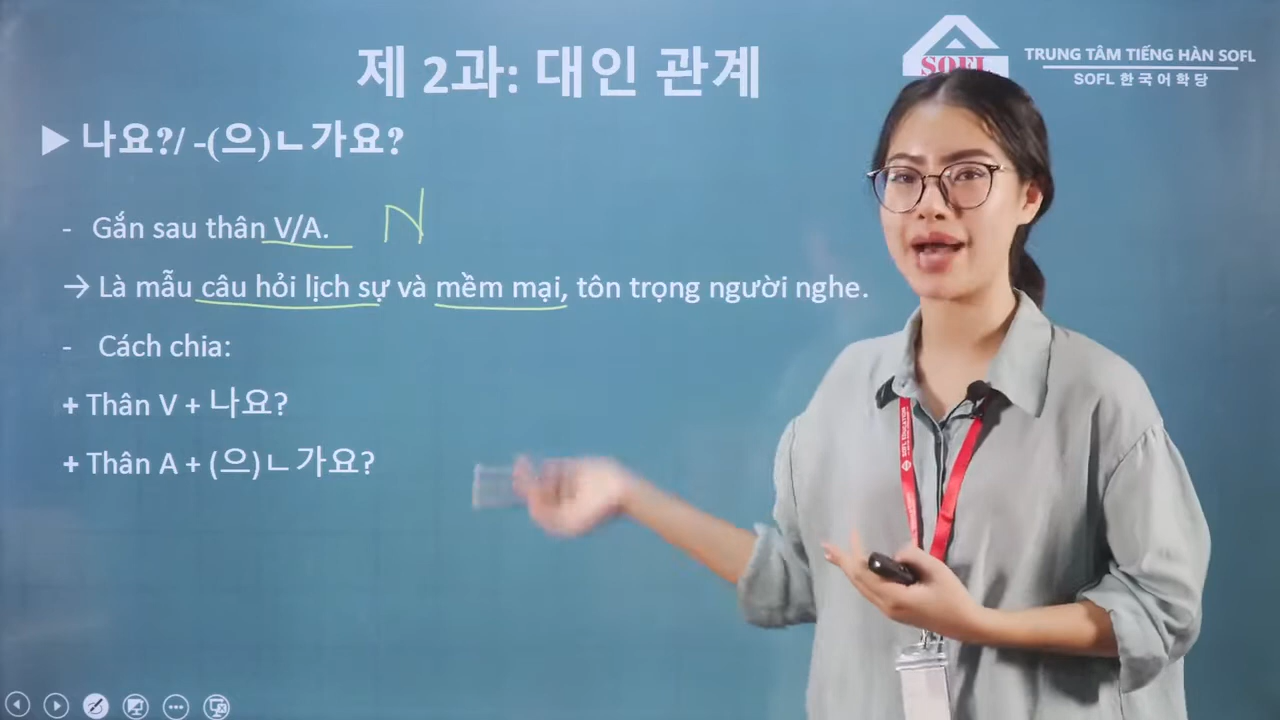 제 2과: 대인 관계
SOFL
TRUNG TÂM TIẾNG HÀN SOFL
SOFL 한국어학당
나요?/ -(으)ㄴ가요?
- Gắn sau thân V/A. N
→ Là mẫu câu hỏi lịch sự và mềm mại, tôn trọng người nghe.
- Cách chia:
+ Thân V + 나요?
+ Thân A + (으)ㄴ가요?
SOFL EDUCATION